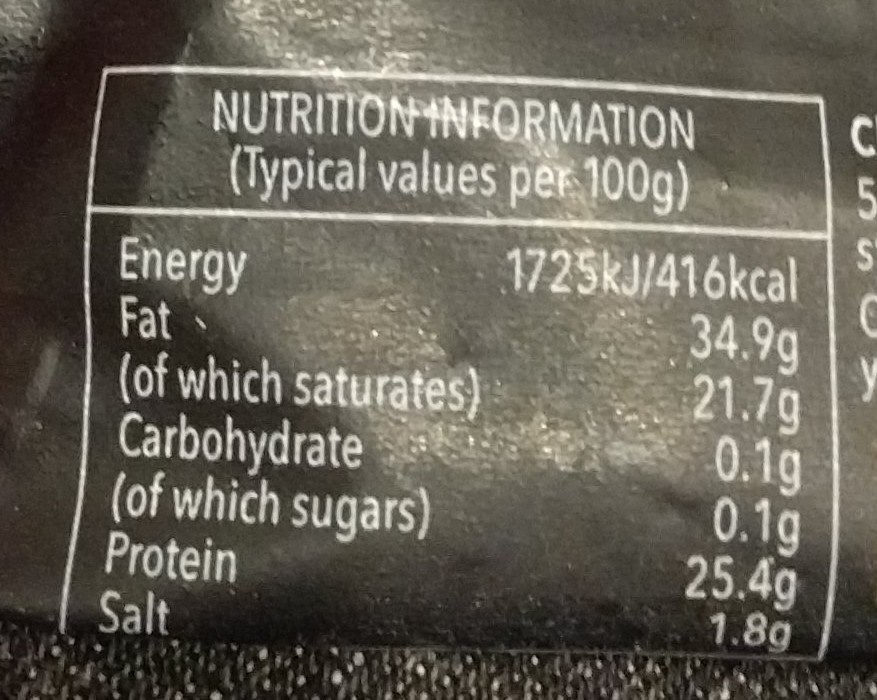 NUTRITION INFORMATION
(Typical values per 100g)
Energy 1725kJ/416kcal
Fat 34.9g
(of which saturates) 21.7g
Carbohydrate 0.1g
(of which sugars) 0.1g
Protein 25.4g
Salt 1.8g